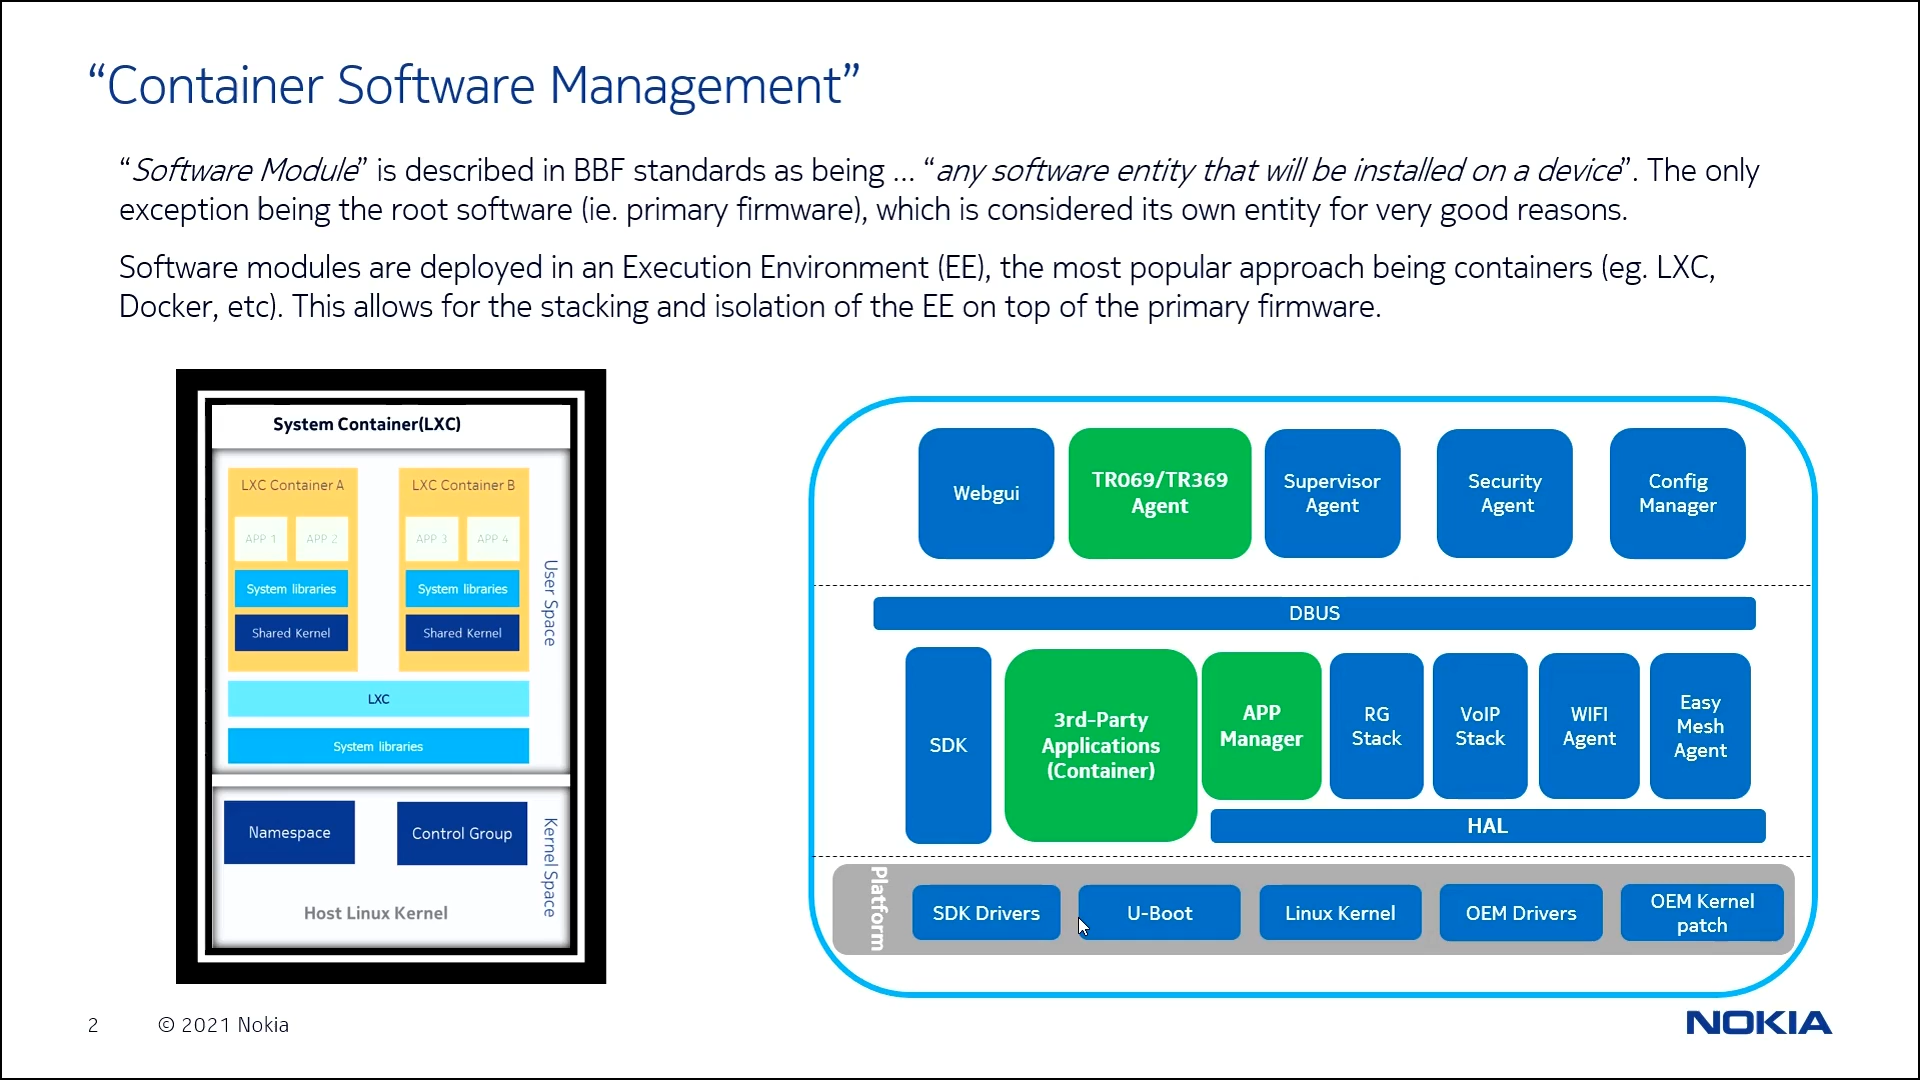 “Container Software Management”
“Software Module” is described in BBF standards as being ... “any software entity that will be installed on a device”. The only
exception being the root software (ie. primary firmware), which is considered its own entity for very good reasons.
Software modules are deployed in an Execution Environment (EE), the most popular approach being containers (eg. LXC,
Docker, etc). This allows for the stacking and isolation of the EE on top of the primary firmware.
System Container(LXC)
LXC Container A
LXC Container B
APP 1
APP 2
APP 3
APP 4
System libraries
System libraries
Shared Kernel
Shared Kernel
User Space
LXC
System libraries
Namespace
Control Group
Kernel Space
Host Linux Kernel
Webgui
TR069/TR369
Agent
Supervisor
Agent
Security
Agent
Config
Manager
DBUS
SDK
3rd-Party
Applications
(Container)
APP
Manager
RG
Stack
VoIP
Stack
WIFI
Agent
Easy
Mesh
Agent
HAL
Platform
SDK Drivers
U-Boot
Linux Kernel
OEM Drivers
OEM Kernel
patch
2
© 2021 Nokia
NOKIA